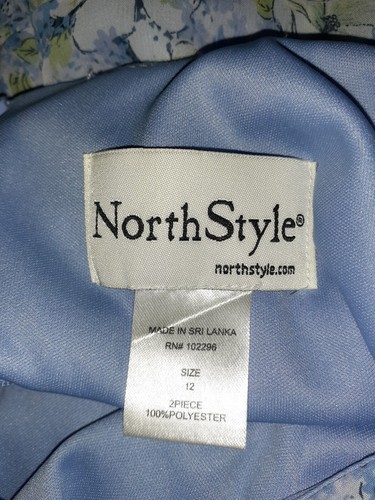 NorthStyle®
northstyle.com
MADE IN SRI LANKA
RN# 102296
SIZE
12
2PIECE
100%POLYESTER